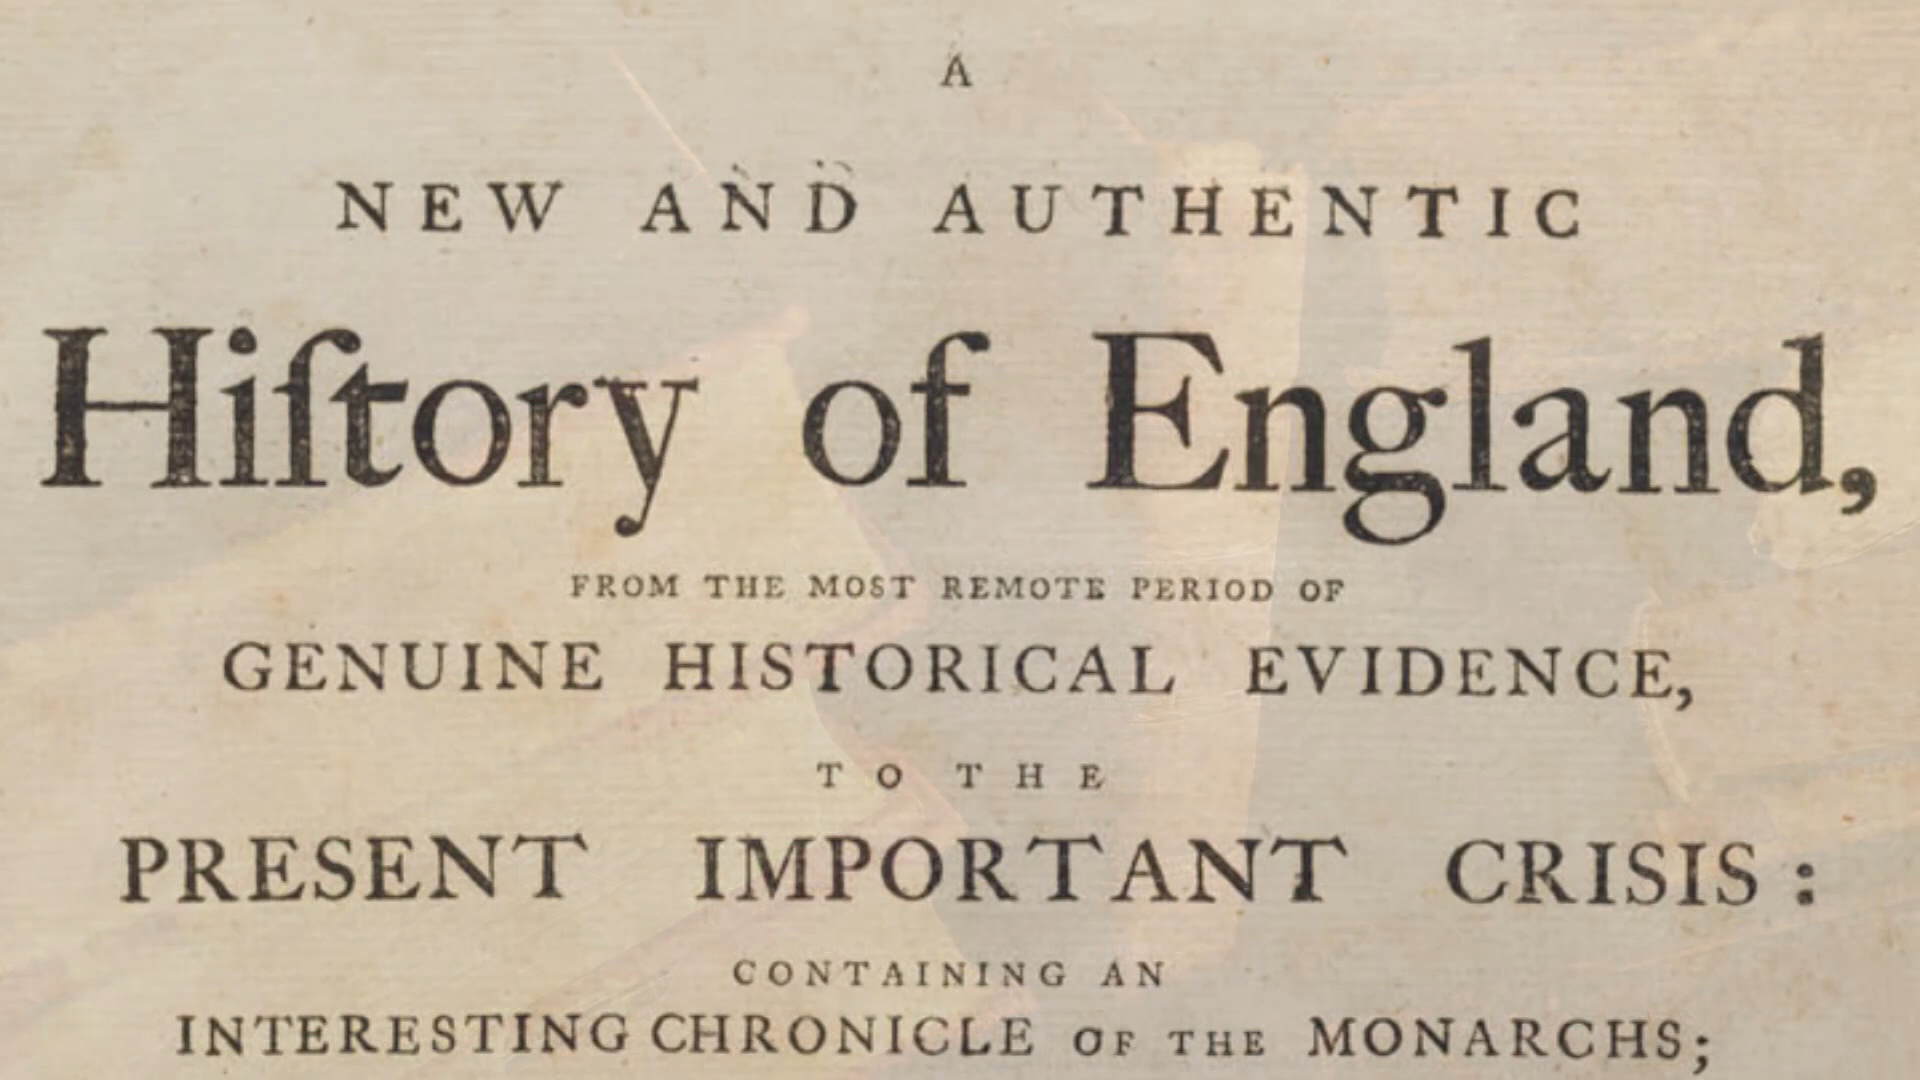 A
NEW AND AUTHENTIC
Hiſtory of England,
FROM THE MOST REMOTE PERIOD OF
GENUINE HISTORICAL EVIDENCE,
TO THE
PRESENT IMPORTANT CRISIS:
CONTAINING AN
INTERESTING CHRONICLE OF THE MONARCHS;